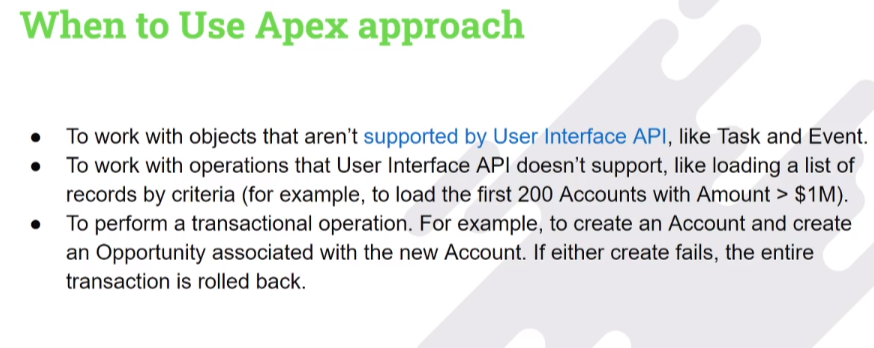 When to Use Apex approach
● To work with objects that aren't supported by User Interface API, like Task and Event.
● To work with operations that User Interface API doesn't support, like loading a list of
records by criteria (for example, to load the first 200 Accounts with Amount > $1M).
● To perform a transactional operation. For example, to create an Account and create
an Opportunity associated with the new Account. If either create fails, the entire
transaction is rolled back.